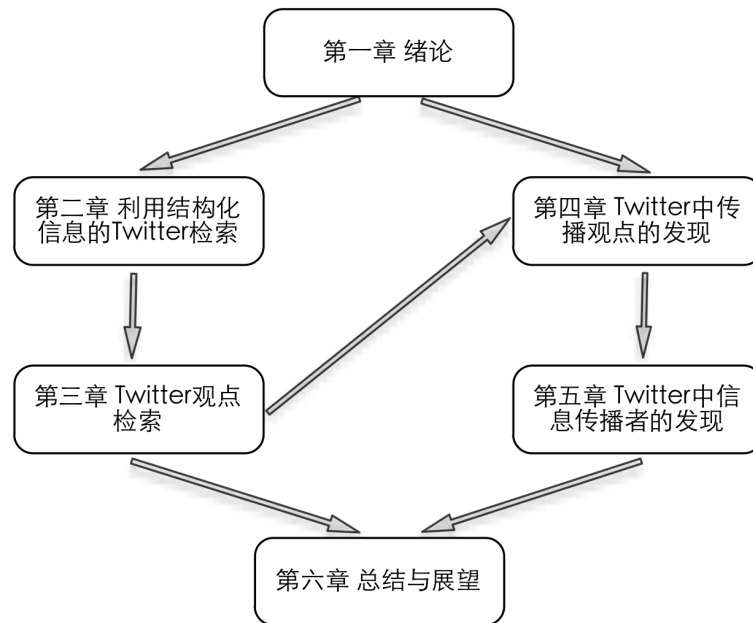 第一章 绪论
第二章 利用结构化
信息的Twitter检索
第四章 Twitter中传
播观点的发现
第三章 Twitter观点
检索
第五章 Twitter中信
息传播者的发现
第六章 总结与展望